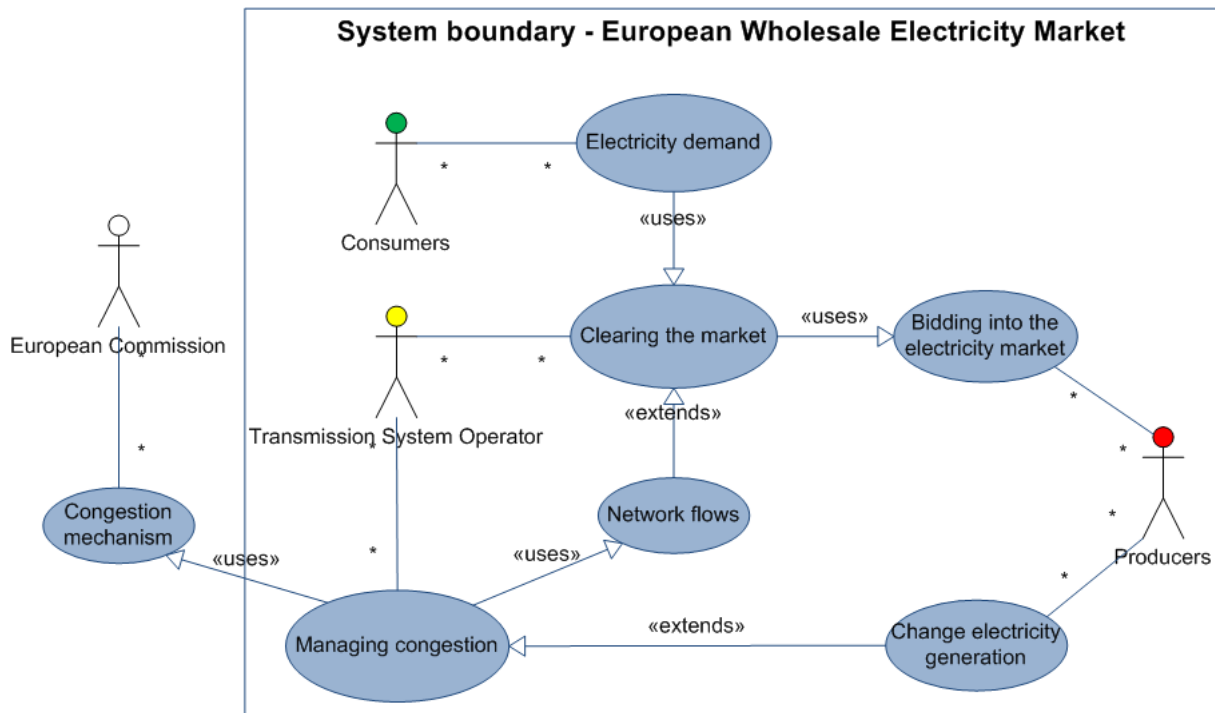 System boundary - European Wholesale Electricity Market
Electricity demand
*
*
«uses»
Consumers
European Commission
*
*
Clearing the market
«uses»
Bidding into the
electricity market
*
*
«extends»
*
*
Transmission System Operator
*
*
Congestion
mechanism
Network flows
*
*
Producers
«uses»
«uses»
*
*
Managing congestion
«extends»
Change electricity
generation